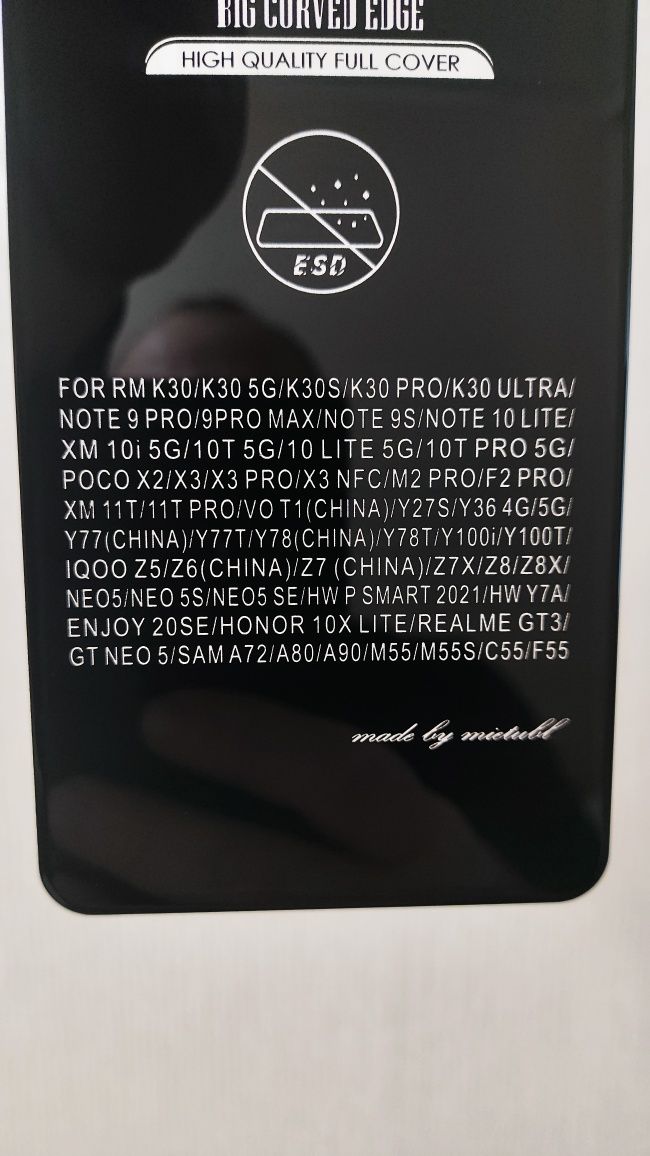 BIG CURVED EDGE
HIGH QUALITY FULL COVER
ESD
FOR RM K30/K30 5G/K30S/K30 PRO/K30 ULTRA/
NOTE 9 PRO/9PRO MAX/NOTE 9S/NOTE 10 LITE/
XM 10i 5G/10T 5G/10 LITE 5G/10T PRO 5G/
POCO X2/X3/X3 PRO/X3 NFC/M2 PRO/F2 PRO/
XM 11T/11T PRO/VO T1(CHINA)/Y27S/Y36 4G/5G/
Y77(CHINA)/Y77T/Y78(CHINA)/Y78T/Y100i/Y100T/
IQOO Z5/Z6(CHINA)/Z7 (CHINA)/Z7X/Z8/Z8X/
NEO5/NEO 5S/NEO5 SE/HW P SMART 2021/HW Y7A/
ENJOY 20SE/HONOR 10X LITE/REALME GT3/
GT NEO 5/SAM A72/A80/A90/M55/M55S/C55/F55
made by mietubl